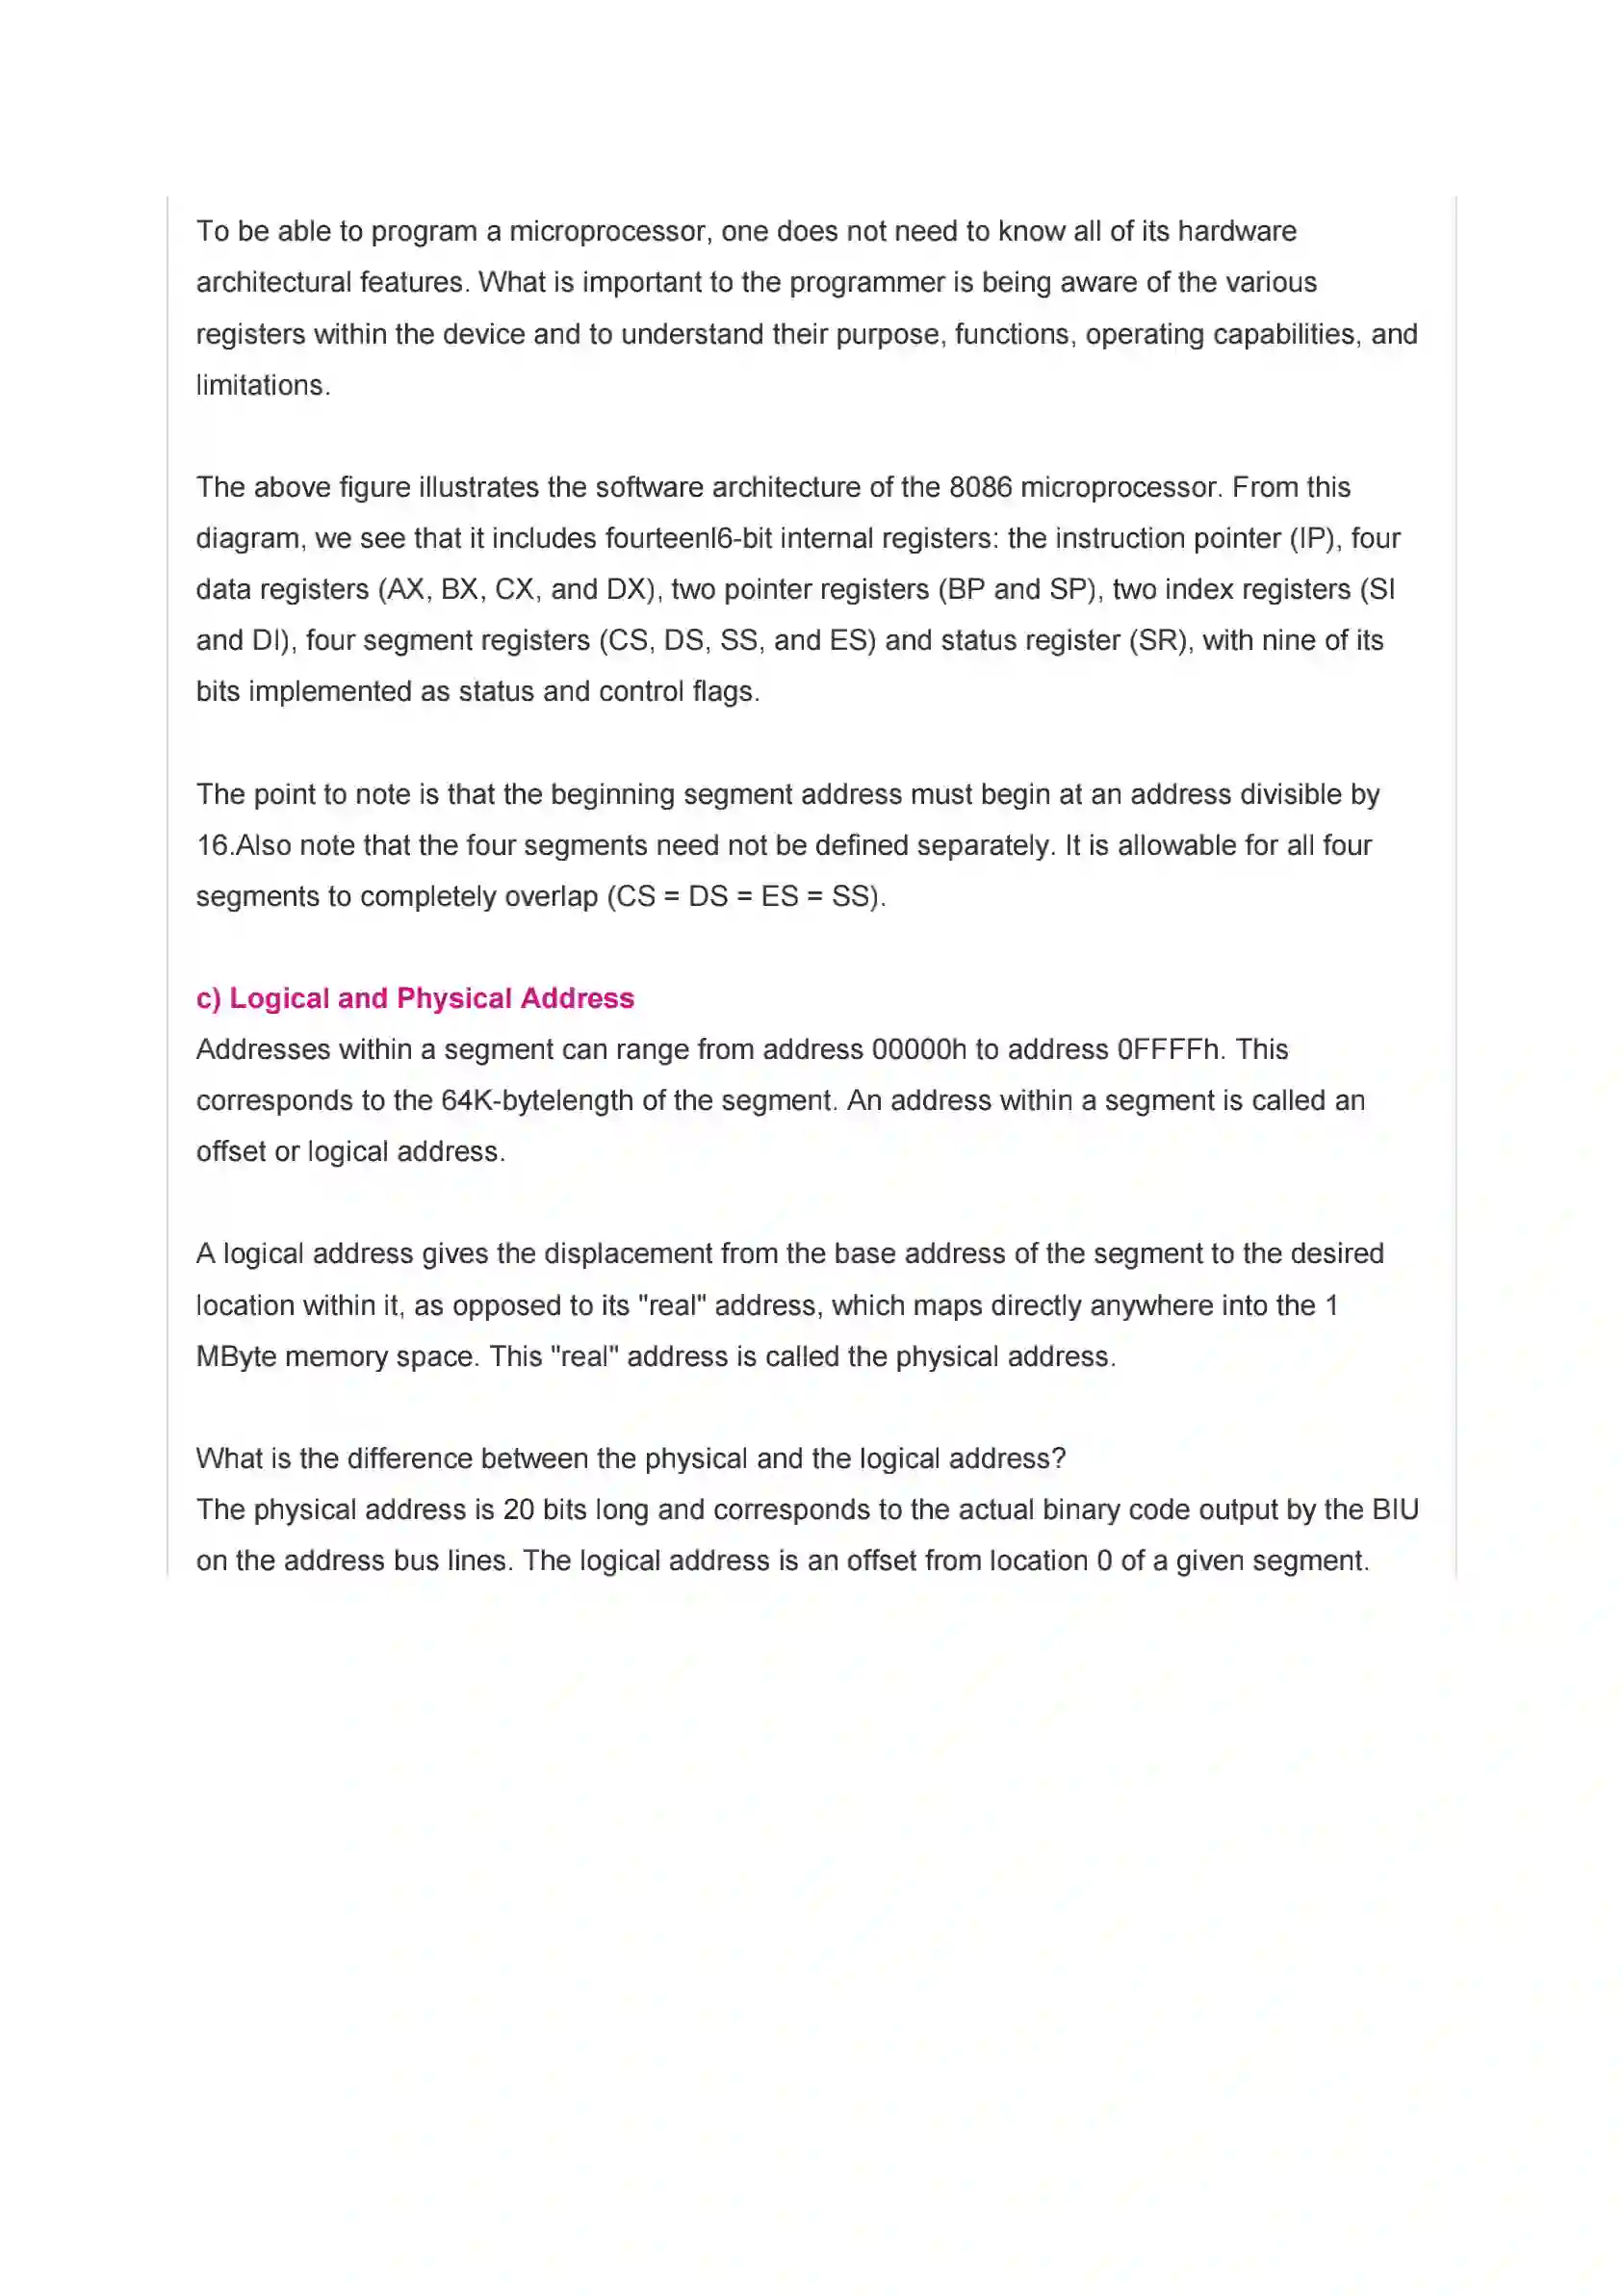 To be able to program a microprocessor, one does not need to know all of its hardware
architectural features. What is important to the programmer is being aware of the various
registers within the device and to understand their purpose, functions, operating capabilities, and
limitations.
The above figure illustrates the software architecture of the 8086 microprocessor. From this
diagram, we see that it includes fourteenl6-bit internal registers: the instruction pointer (IP), four
data registers (AX, BX, CX, and DX), two pointer registers (BP and SP), two index registers (SI
and DI), four segment registers (CS, DS, SS, and ES) and status register (SR), with nine of its
bits implemented as status and control flags.
The point to note is that the beginning segment address must begin at an address divisible by
16.Also note that the four segments need not be defined separately. It is allowable for all four
segments to completely overlap (CS = DS = ES = SS).
c) Logical and Physical Address
Addresses within a segment can range from address 00000h to address 0FFFFh. This
corresponds to the 64K-bytelength of the segment. An address within a segment is called an
offset or logical address.
A logical address gives the displacement from the base address of the segment to the desired
location within it, as opposed to its "real" address, which maps directly anywhere into the 1
MByte memory space. This "real" address is called the physical address.
What is the difference between the physical and the logical address?
The physical address is 20 bits long and corresponds to the actual binary code output by the BIU
on the address bus lines. The logical address is an offset from location 0 of a given segment.